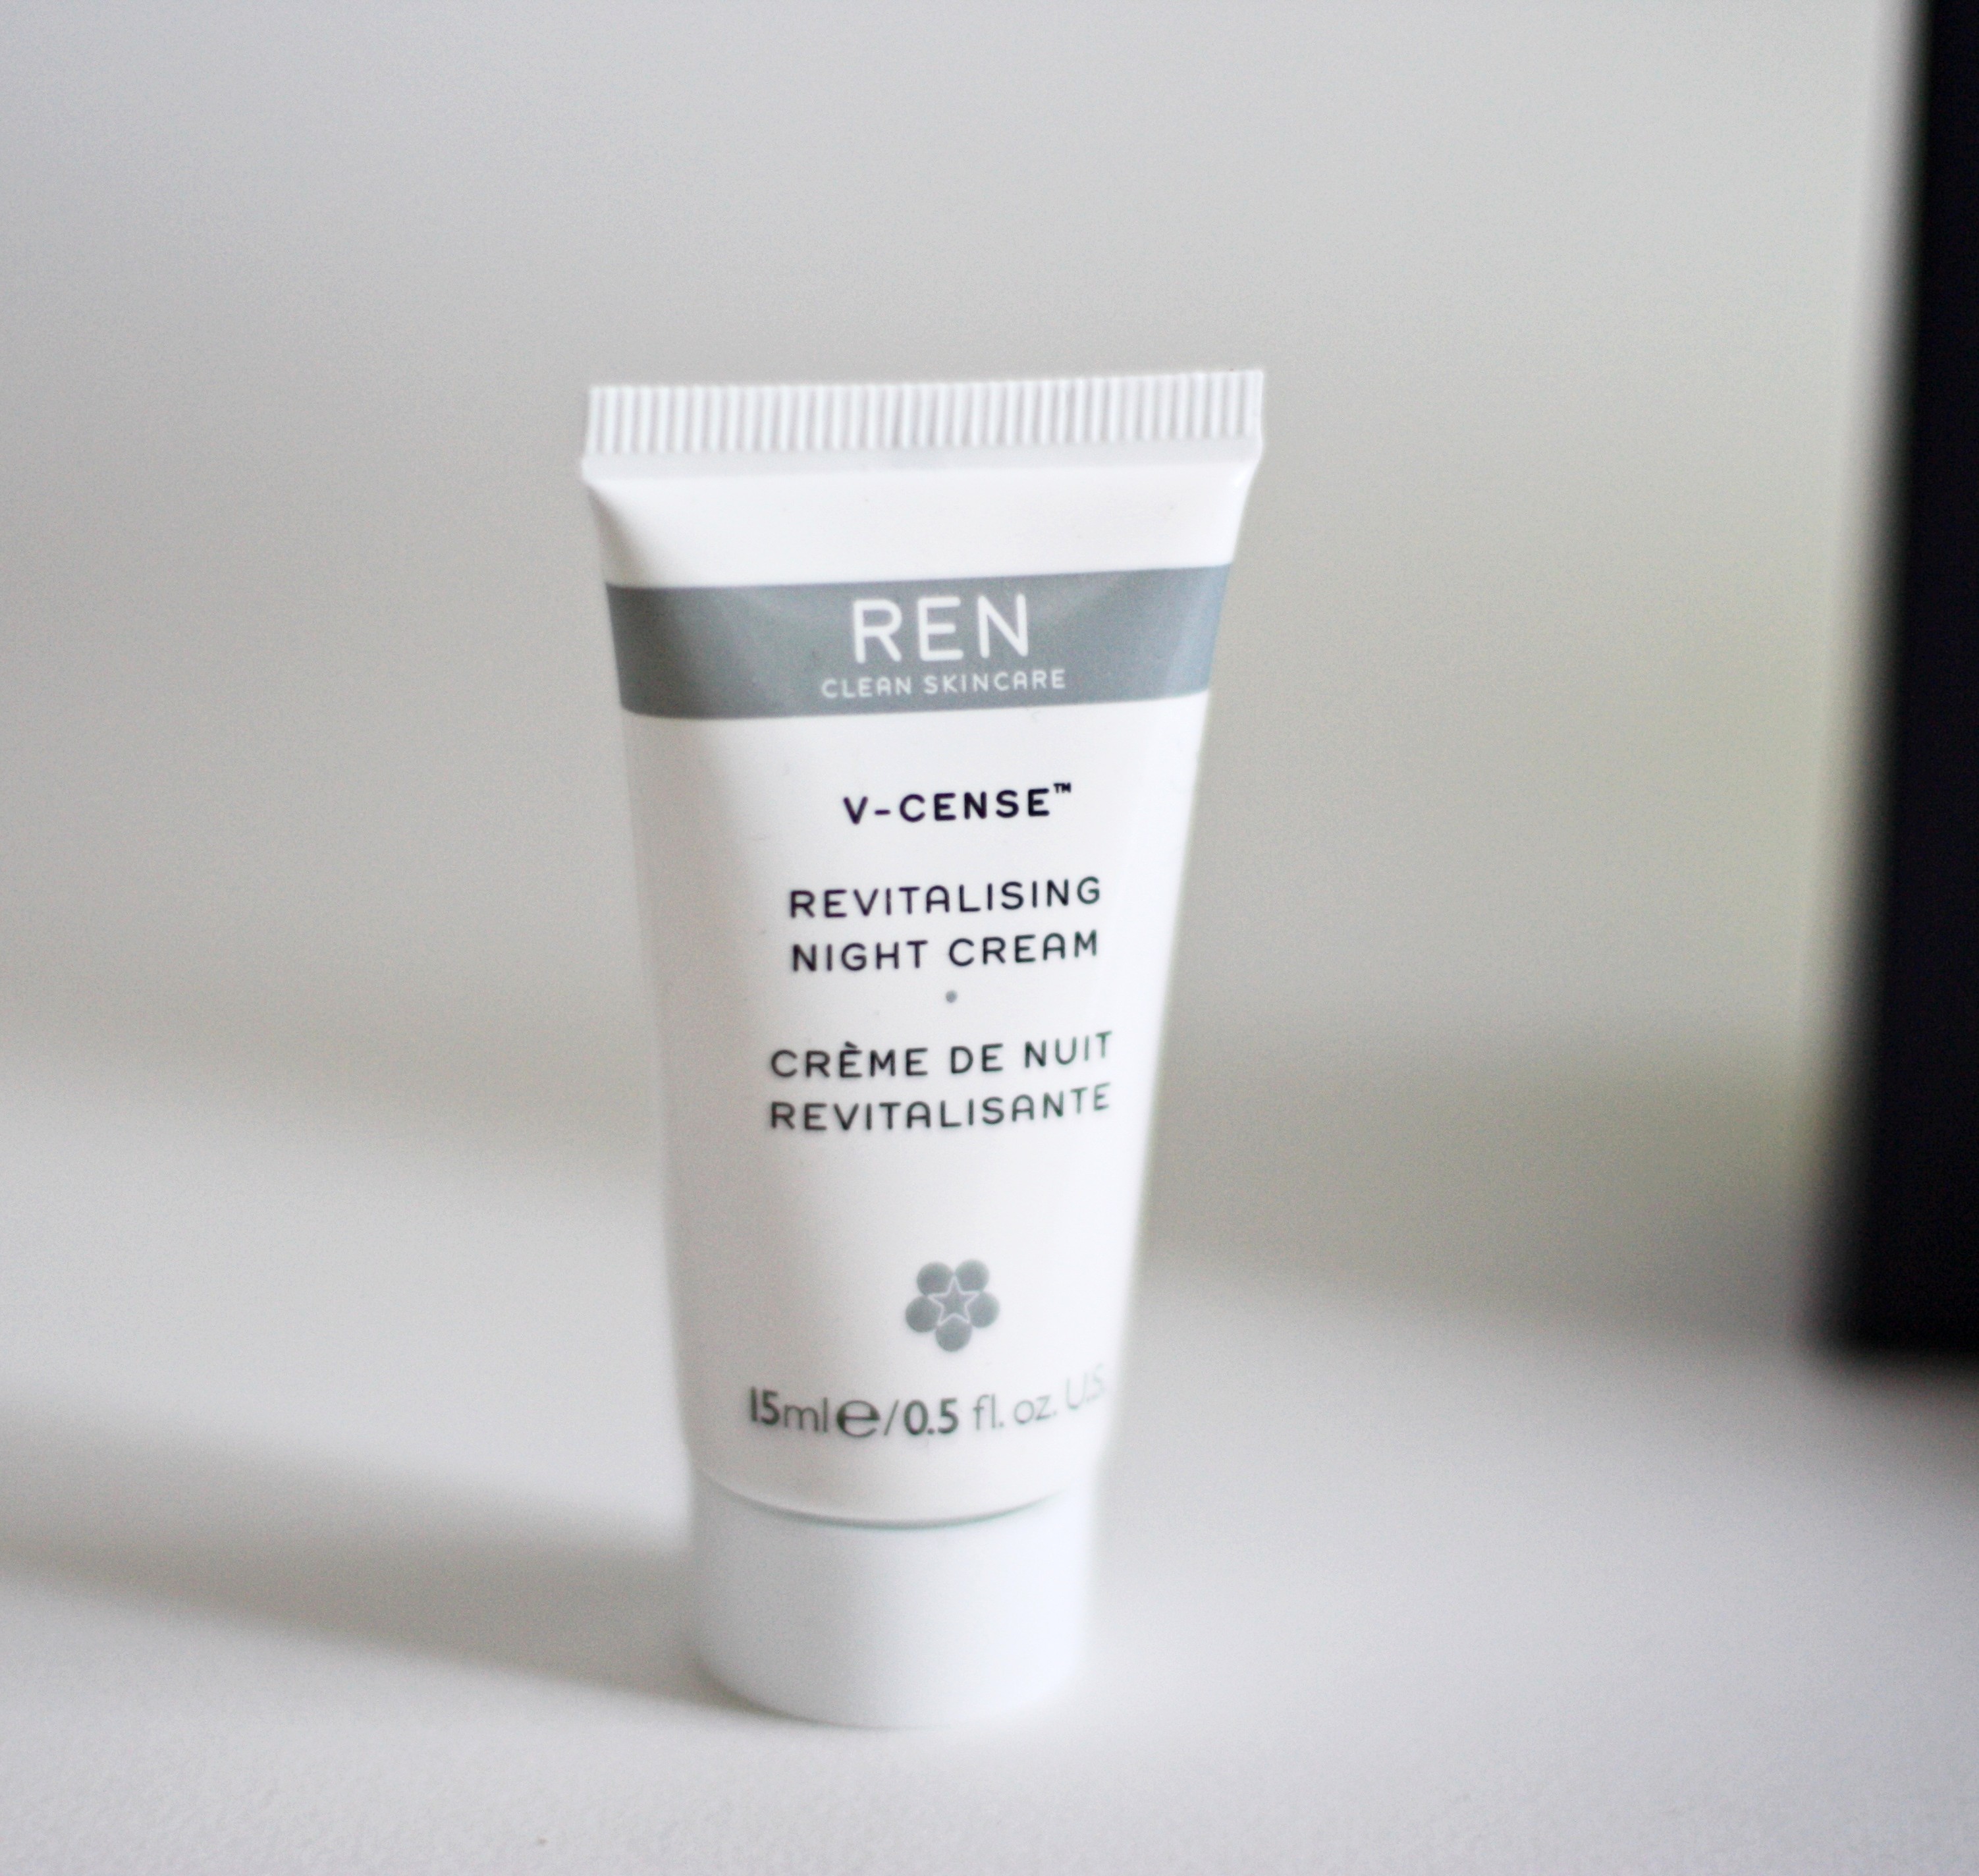 REN
CLEAN SKINCARE
V-CENSE™
REVITALISING
NIGHT CREAM
•
CRÈME DE NUIT
REVITALISANTE
15ml℮/0.5 fl. oz. U.S.